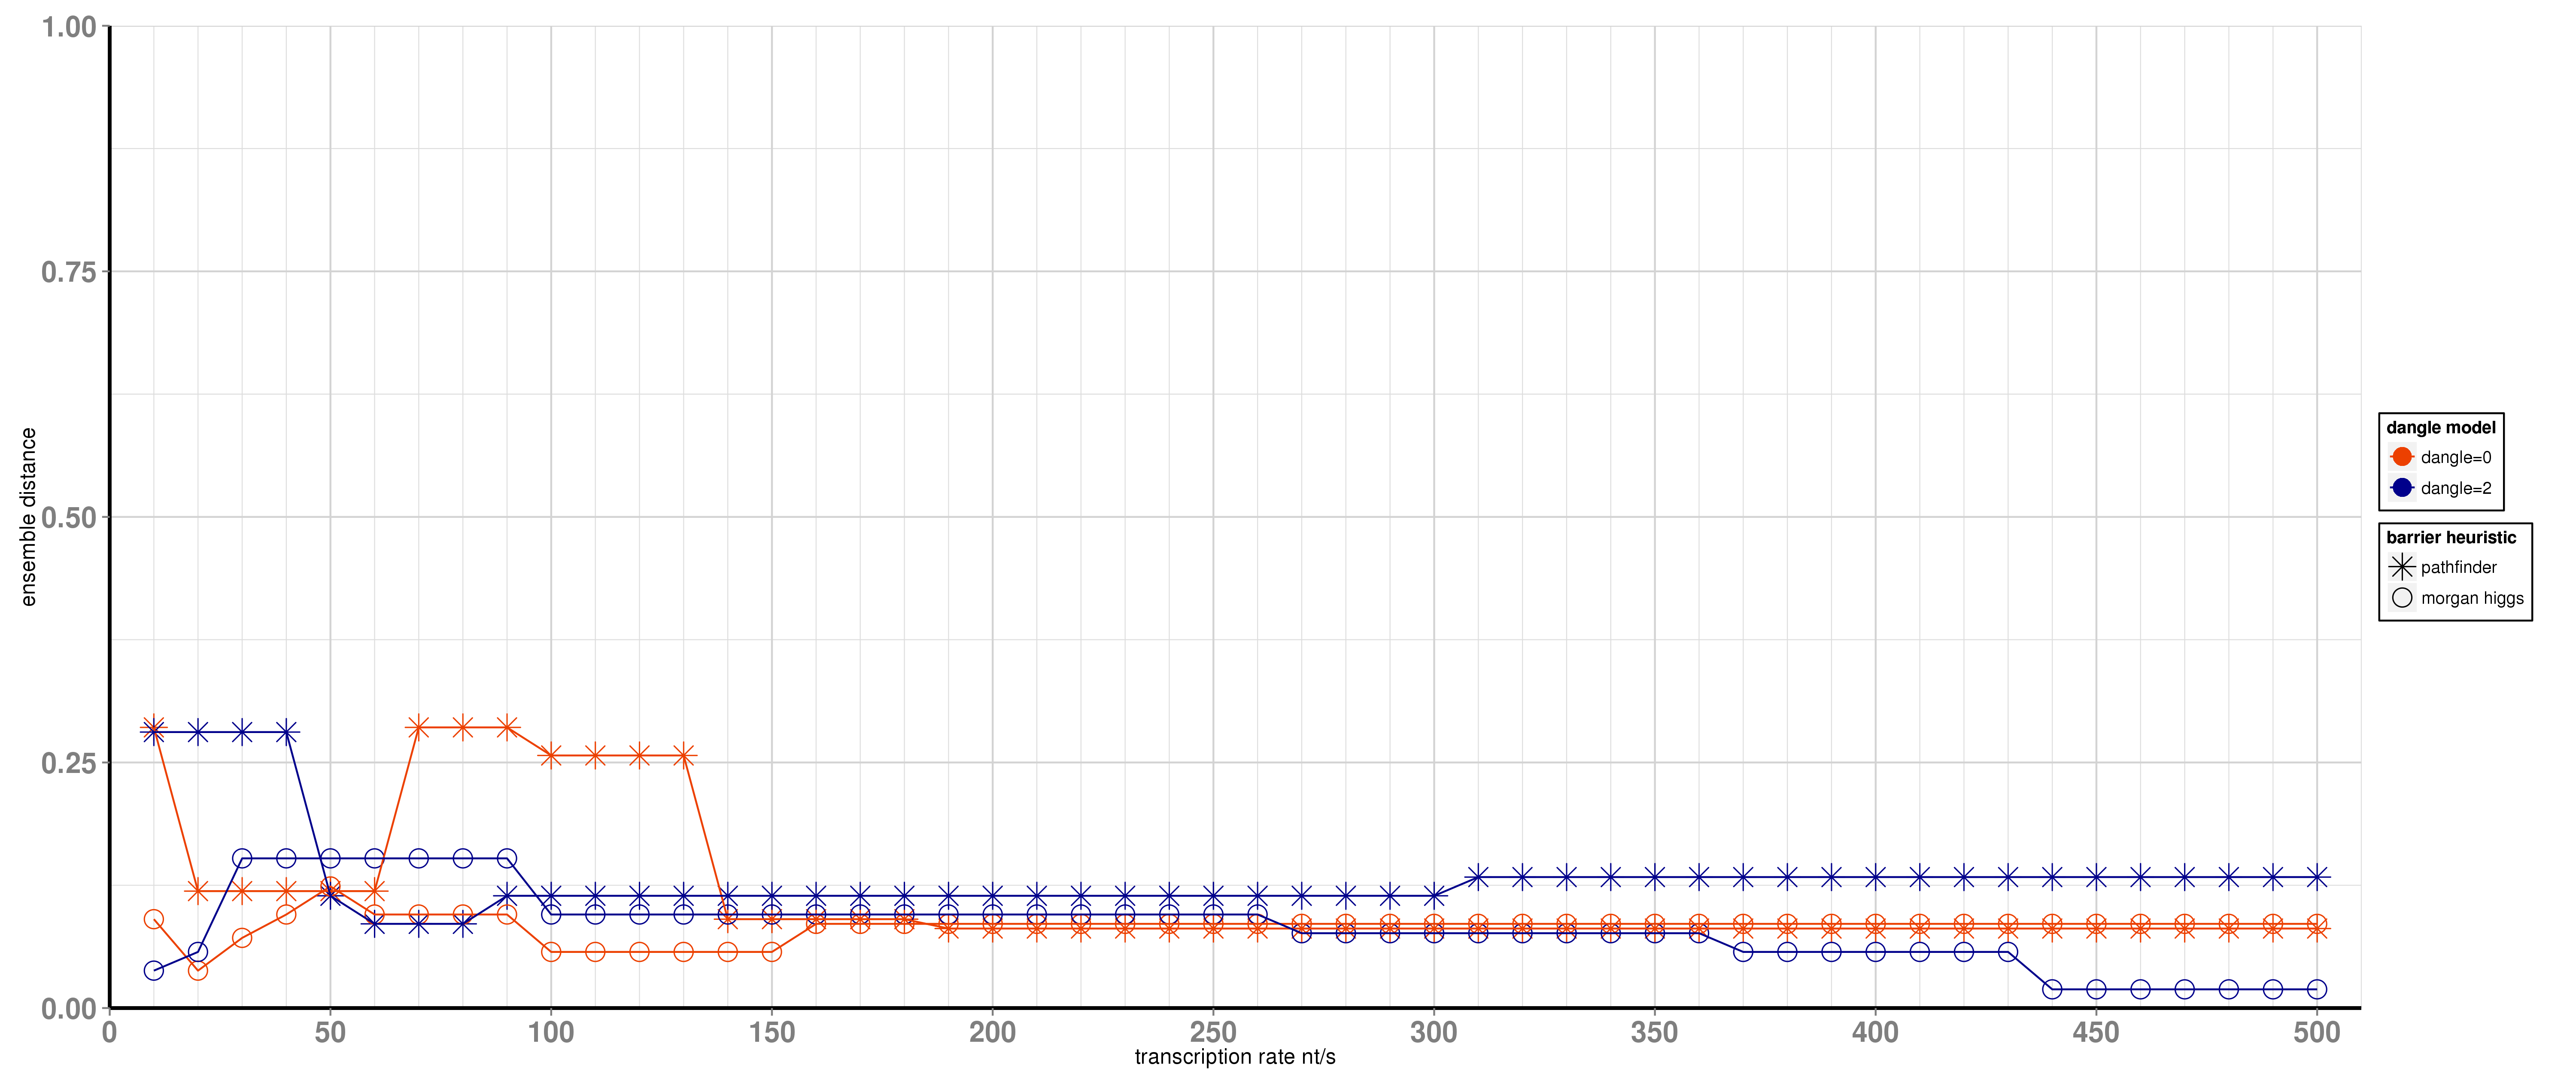 1.00
0.75
0.50
0.25
0.00
ensemble distance
0 50 100 150 200 250 300 350 400 450 500
transcription rate nt/s
dangle model
dangle=0
dangle=2
barrier heuristic
pathfinder
morgan higgs